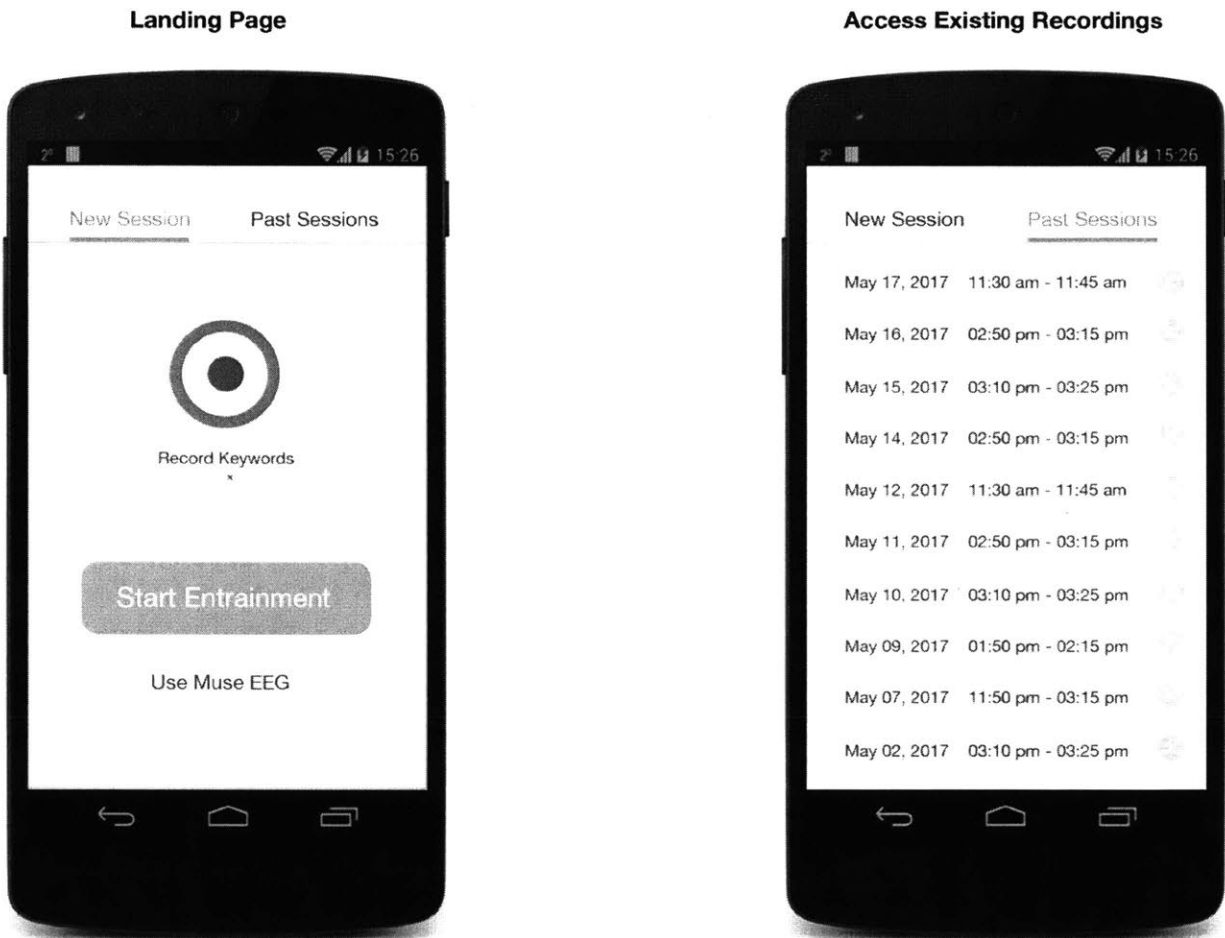 Landing Page
Access Existing Recordings
2°
15:26
New Session Past Sessions
Record Keywords
Start Entrainment
Use Muse EEG
2°
15:26
New Session Past Sessions
May 17, 2017 11:30 am - 11:45 am
May 16, 2017 02:50 pm - 03:15 pm
May 15, 2017 03:10 pm - 03:25 pm
May 14, 2017 02:50 pm - 03:15 pm
May 12, 2017 11:30 am - 11:45 am
May 11, 2017 02:50 pm - 03:15 pm
May 10, 2017 03:10 pm - 03:25 pm
May 09, 2017 01:50 pm - 02:15 pm
May 07, 2017 11:50 pm - 03:15 pm
May 02, 2017 03:10 pm - 03:25 pm